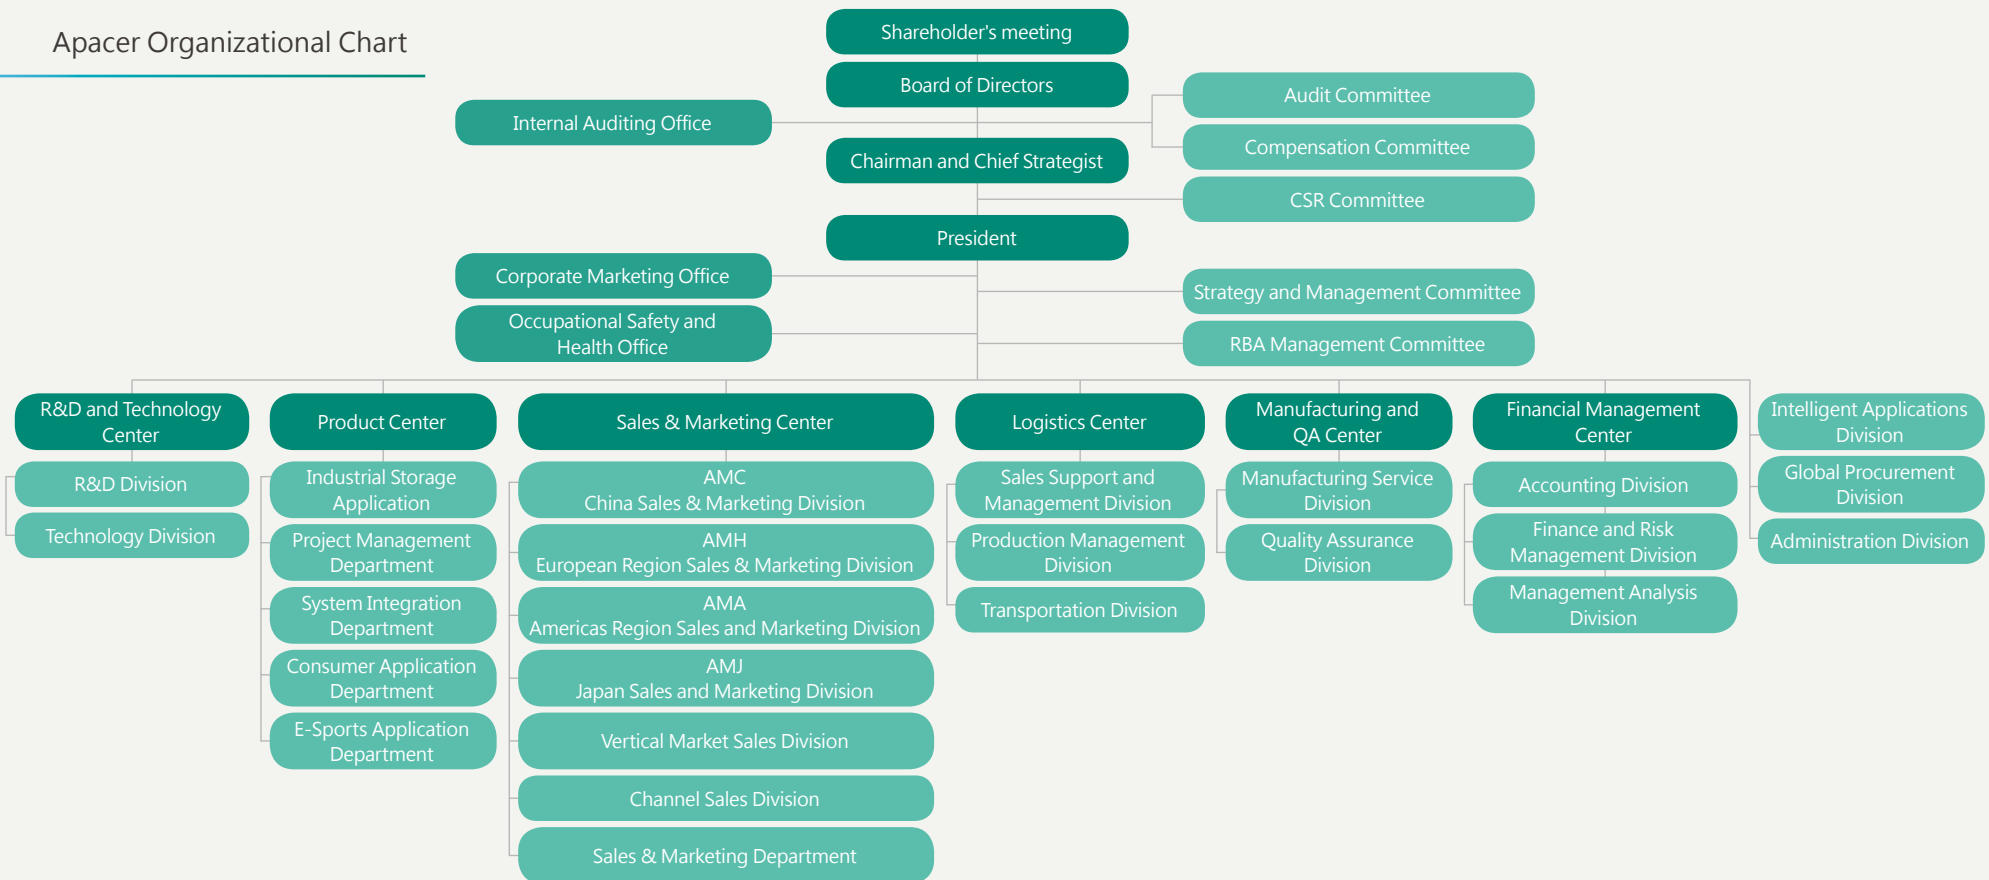 Apacer Organizational Chart
Shareholder's meeting
Board of Directors
Internal Auditing Office
Audit Committee
Compensation Committee
Chairman and Chief Strategist
CSR Committee
President
Corporate Marketing Office
Strategy and Management Committee
Occupational Safety and
Health Office
RBA Management Committee
R&D and Technology
Center
R&D Division
Technology Division
Product Center
Industrial Storage
Application
Project Management
Department
System Integration
Department
Consumer Application
Department
E-Sports Application
Department
Sales & Marketing Center
AMC
China Sales & Marketing Division
AMH
European Region Sales & Marketing Division
AMA
Americas Region Sales and Marketing Division
AMJ
Japan Sales and Marketing Division
Vertical Market Sales Division
Channel Sales Division
Sales & Marketing Department
Logistics Center
Sales Support and
Management Division
Production Management
Division
Transportation Division
Manufacturing and
QA Center
Manufacturing Service
Division
Quality Assurance
Division
Financial Management
Center
Accounting Division
Finance and Risk
Management Division
Management Analysis
Division
Intelligent Applications
Division
Global Procurement
Division
Administration Division